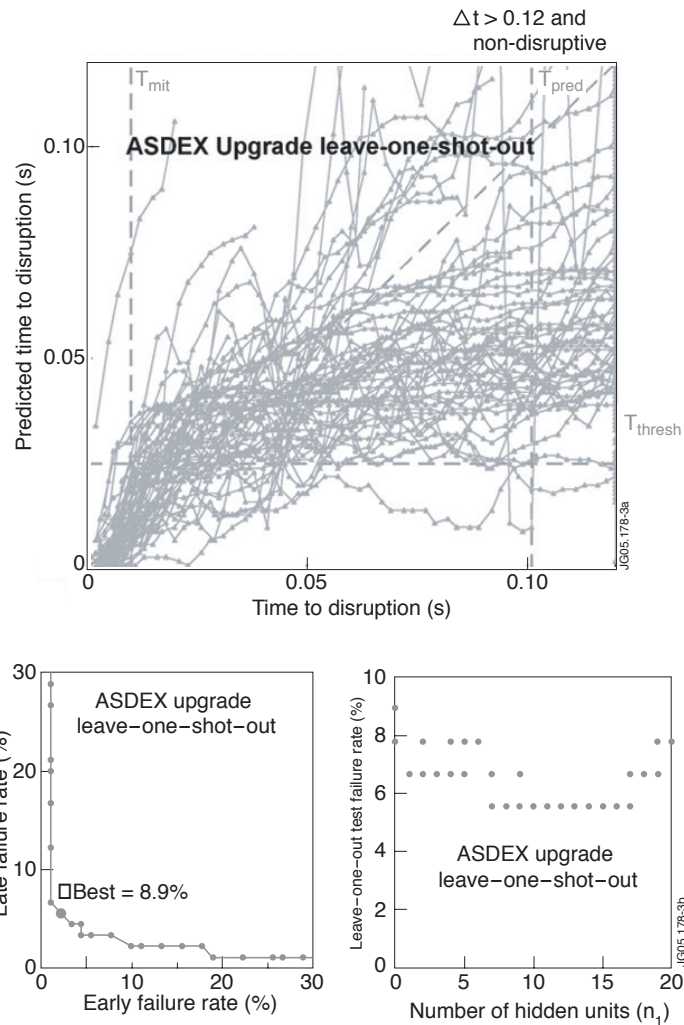 Δt > 0.12 and
non-disruptive
T_mit
T_pred
ASDEX Upgrade leave-one-shot-out
0.10
0.05
0
Predicted time to disruption (s)
T_thresh
JG05.178-3a
0
0.05
0.10
Time to disruption (s)
30
20
10
0
Late failure rate (%)
ASDEX upgrade
leave−one−shot−out
□Best = 8.9%
0
10
20
30
Early failure rate (%)
10
8
6
4
2
0
Leave−one−out test failure rate (%)
ASDEX upgrade
leave−one−shot−out
JG05.178-3b
0
5
10
15
20
Number of hidden units (n₁)